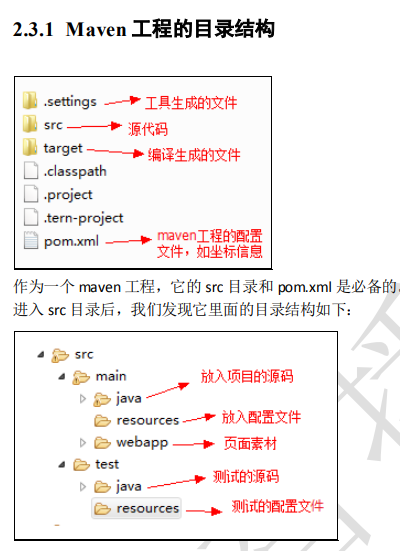 2.3.1 Maven 工程的目录结构
.settings 工具生成的文件
src 源代码
target 编译生成的文件
.classpath
.project
.tern-project
pom.xml maven工程的配置
文件，如坐标信息
作为一个 maven 工程，它的 src 目录和 pom.xml 是必备的
进入 src 目录后，我们发现它里面的目录结构如下：
src
main
java 放入项目的源码
resources 放入配置文件
webapp 页面素材
test
java 测试的源码
resources 测试的配置文件